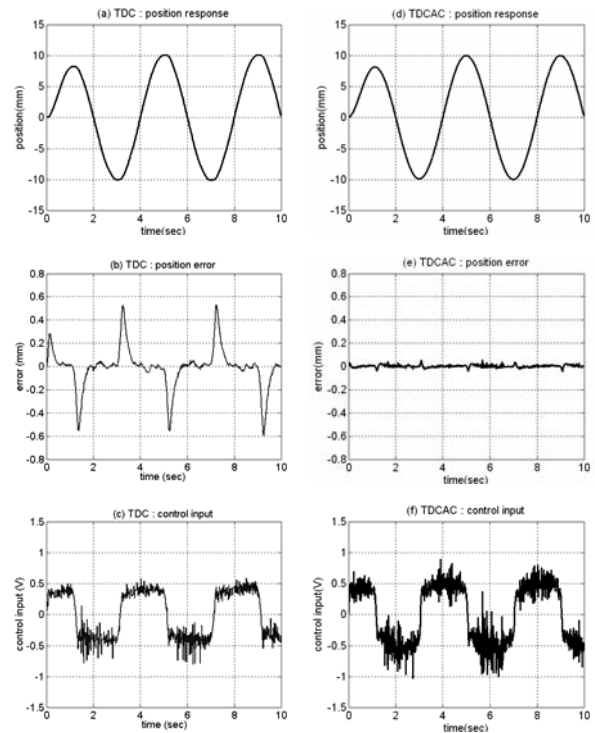 (a) TDC : position response
15
10
5
0
-5
-10
-15
position(mm)
0 2 4 6 8 10
time(sec)
(d) TDCAC : position response
15
10
5
0
-5
-10
-15
position(mm)
0 2 4 6 8 10
time(sec)
(b) TDC : position error
0.8
0.6
0.4
0.2
0
-0.2
-0.4
-0.6
-0.8
error (mm)
0 2 4 6 8 10
time (sec)
(e) TDCAC : position error
0.8
0.6
0.4
0.2
0
-0.2
-0.4
-0.6
-0.8
error(mm)
0 2 4 6 8 10
time(sec)
(c) TDC : control input
1.5
1
0.5
0
-0.5
-1
-1.5
control input (V)
0 2 4 6 8 10
time (sec)
(f) TDCAC : control input
1.5
1
0.5
0
-0.5
-1
-1.5
control input(V)
0 2 4 6 8 10
time(sec)